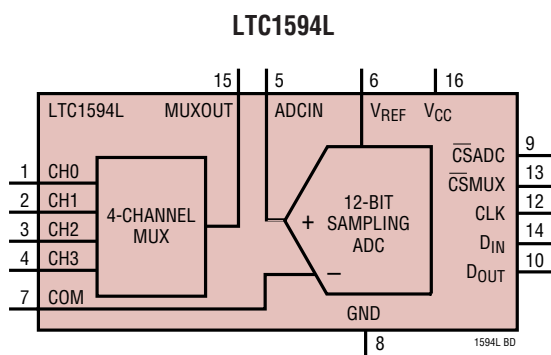 LTC1594L
15 5 6 16
LTC1594L MUXOUT ADCIN VREF VCC
9 CSADC
13 CSMUX
12 CLK
14 DIN
10 DOUT
1 CH0
2 CH1
3 CH2
4 CH3
7 COM
4-CHANNEL
MUX
+
12-BIT
SAMPLING
ADC
–
GND
8
1594L BD